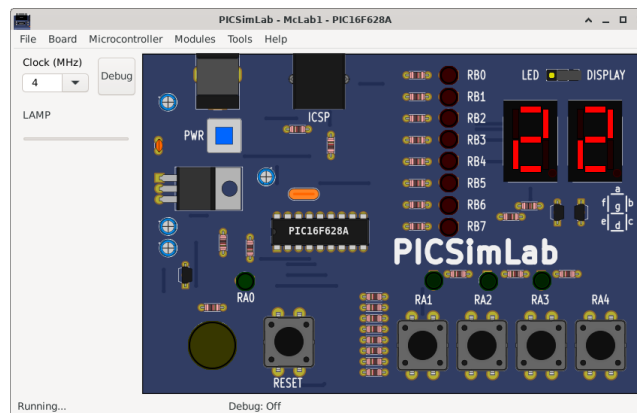 PICSimLab - McLab1 - PIC16F628A
File Board Microcontroller Modules Tools Help
Clock (MHz)
4
Debug
LAMP
PWR
ICSP
RB0
RB1
RB2
RB3
RB4
RB5
RB6
RB7
LED
DISPLAY
22
a
f g b
e d c
PIC16F628A
PICSimLab
RA0
RA1
RA2
RA3
RA4
RESET
Running...
Debug: Off